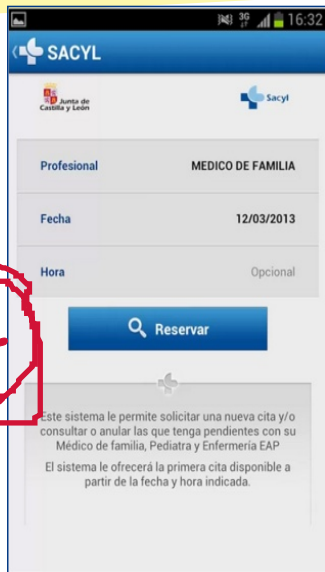 3G 16:32
SACYL
Junta de
Castilla y León
Sacyl
Profesional MEDICO DE FAMILIA
Fecha 12/03/2013
Hora Opcional
Reservar
Este sistema le permite solicitar una nueva cita y/o
consultar o anular las que tenga pendientes con su
Médico de familia, Pediatra y Enfermería EAP
El sistema le ofrecerá la primera cita disponible a
partir de la fecha y hora indicada.